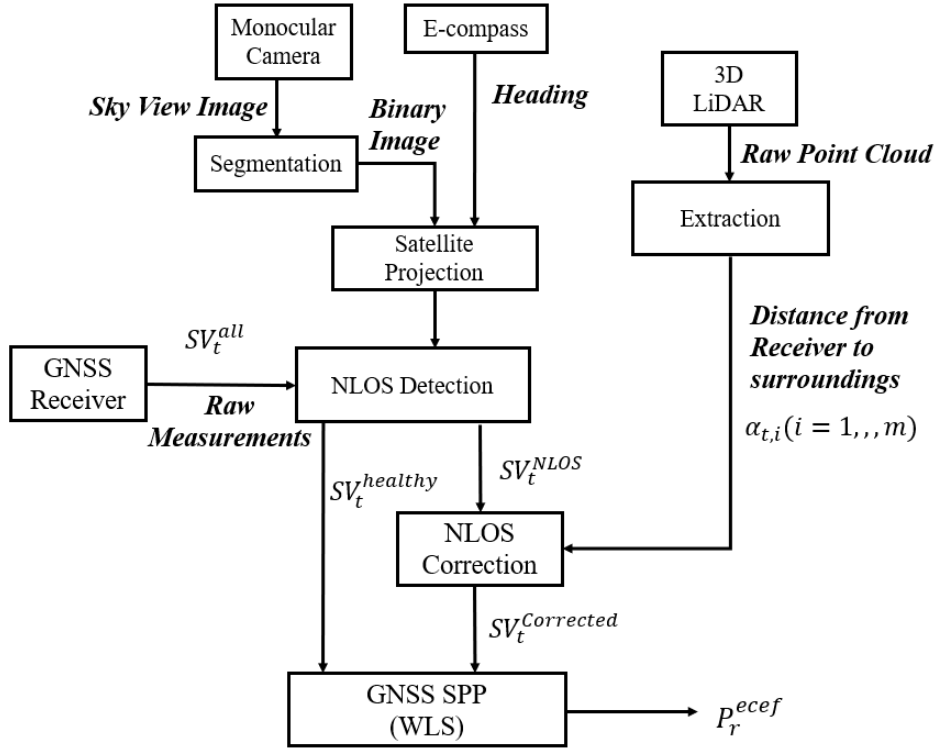 Monocular
Camera
E-compass
3D
LiDAR
Sky View Image
Binary
Image
Heading
Raw Point Cloud
Segmentation
Extraction
Satellite
Projection
Distance from
Receiver to
surroundings
α_{t,i}(i = 1,,,m)
SV_t^{all}
GNSS
Receiver
Raw
Measurements
NLOS Detection
SV_t^{healthy}
SV_t^{NLOS}
NLOS
Correction
SV_t^{Corrected}
GNSS SPP
(WLS)
P_r^{ecef}